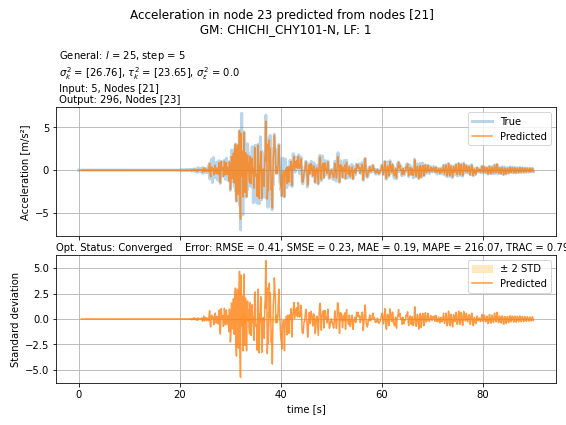 Acceleration in node 23 predicted from nodes [21]
GM: CHICHI_CHY101-N, LF: 1
General: l = 25, step = 5
σ²ₖ = [26.76], τ²ₖ = [23.65], σ²ε = 0.0
Input: 5, Nodes [21]
Output: 296, Nodes [23]
Acceleration [m/s²]
5
0
−5
True
Predicted
Opt. Status: Converged Error: RMSE = 0.41, SMSE = 0.23, MAE = 0.19, MAPE = 216.07, TRAC = 0.79
Standard deviation
5.0
2.5
0.0
−2.5
−5.0
± 2 STD
Predicted
0 20 40 60 80
time [s]